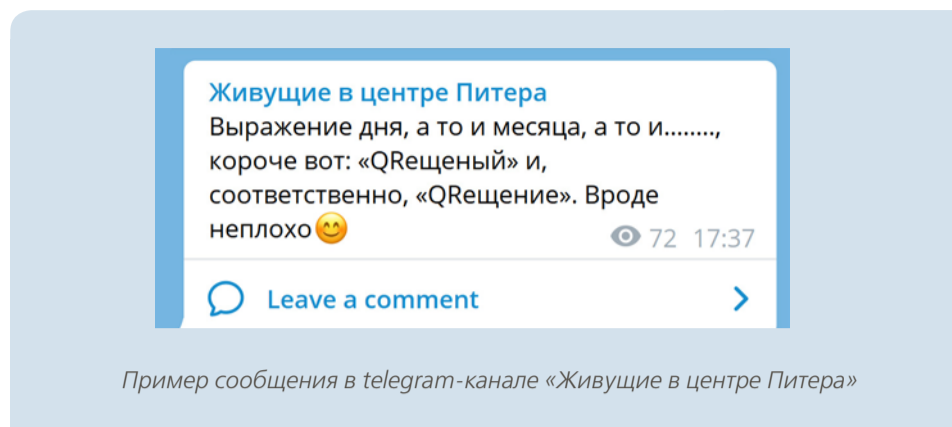 Живущие в центре Питера
Выражение дня, а то и месяца, а то и........,
короче вот: «QRещеный» и,
соответственно, «QRещение». Вроде
неплохо😊
72 17:37
Leave a comment
Пример сообщения в telegram-канале «Живущие в центре Питера»